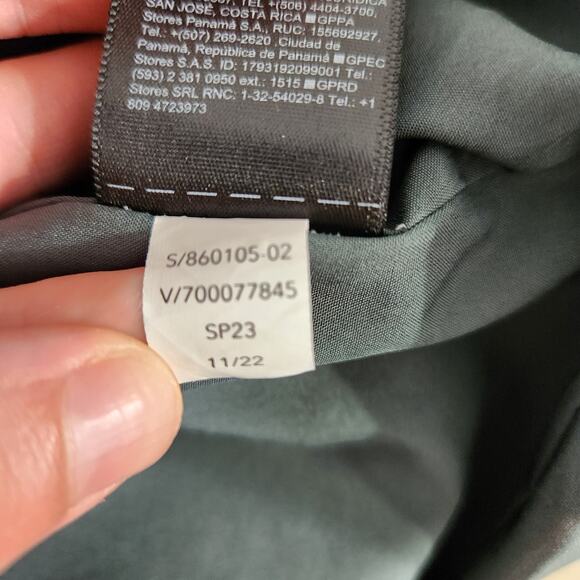 SAN JOSE, COSTA RICA ■GPPA
Stores Panamá S.A., RUC: 155692927,
Tel.: +(507) 269-2620 ,Ciudad de
Panamá, República de Panamá ■GPEC
Stores S.A.S. ID: 1793192099001 Tel.:
(593) 2 381 0950 ext.: 1515 ■GPRD
Stores SRL RNC: 1-32-54029-8 Tel.: +1
809 4723973
S/860105-02
V/700077845
SP23
11/22